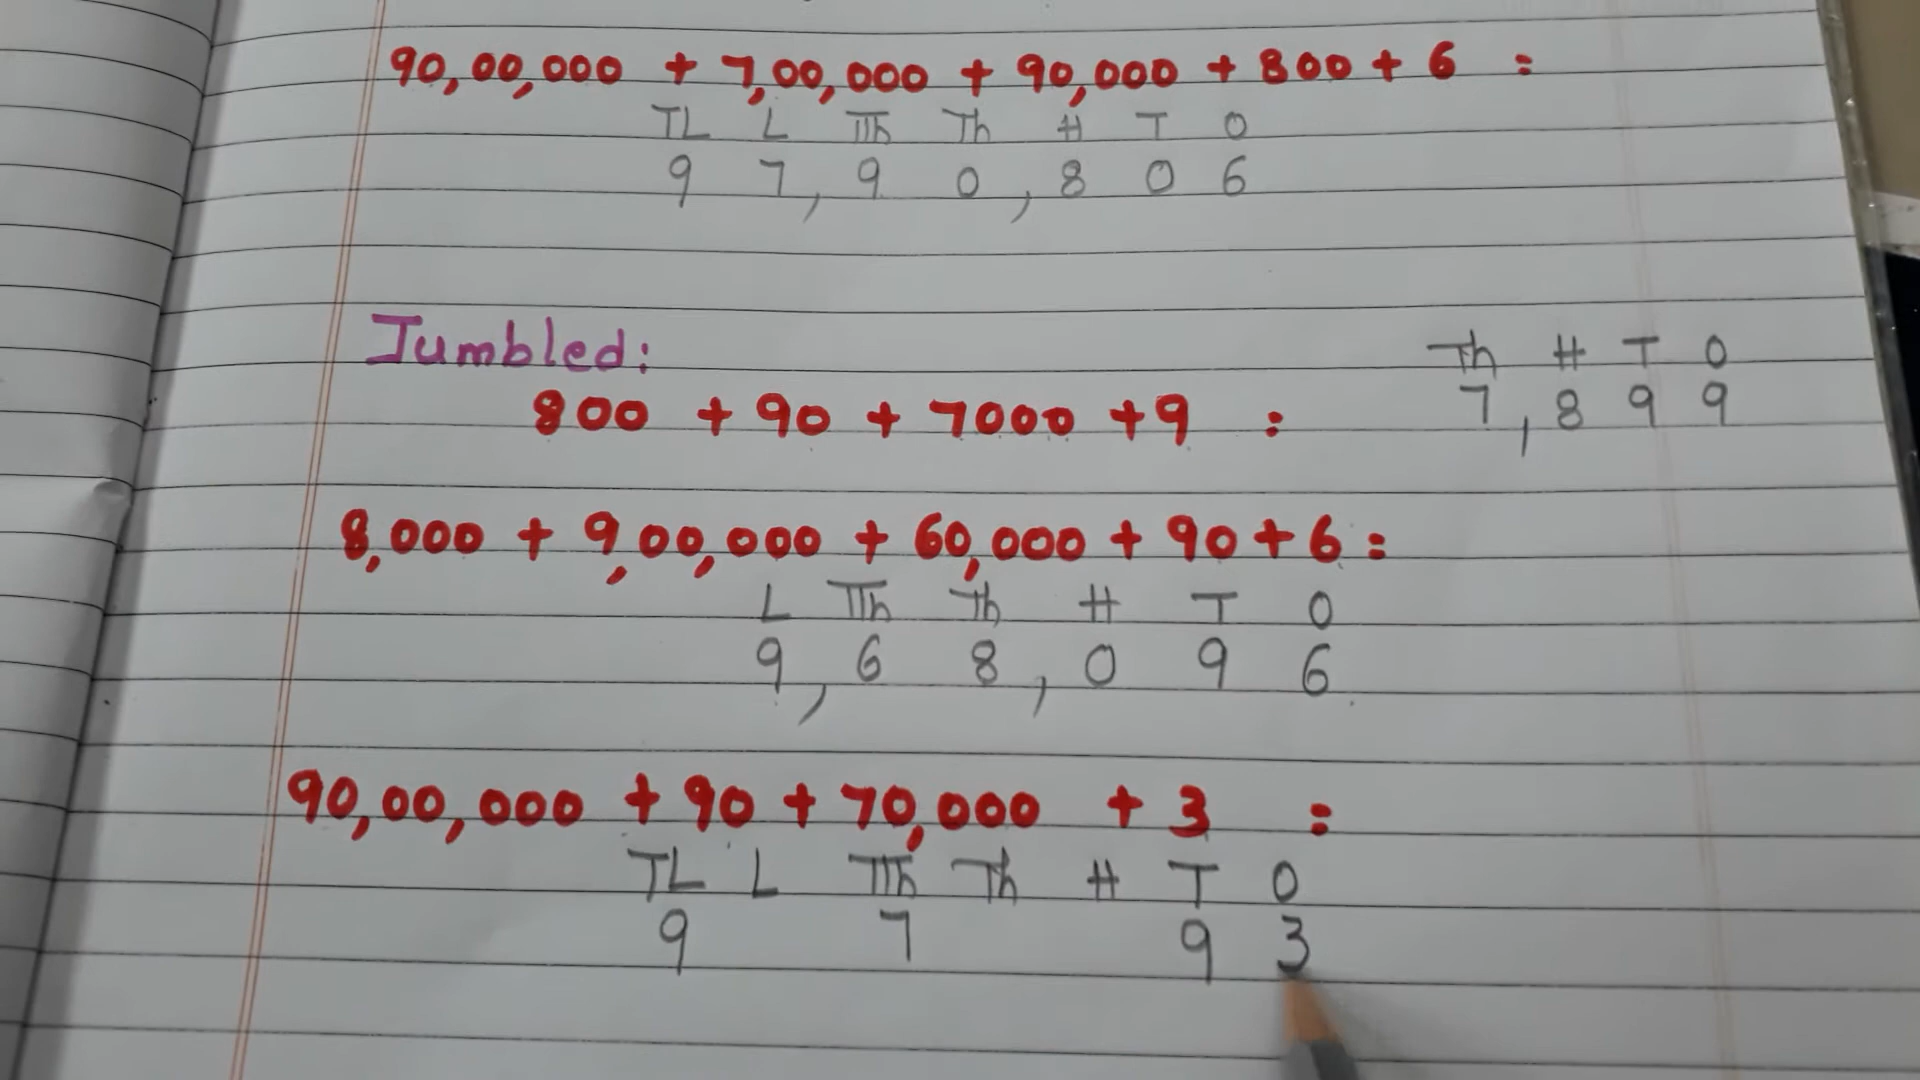 90,00,000 + 7,00,000 + 90,000 + 800 + 6 =
TL L TTh Th H T O
9 7, 9 0, 8 0 6
Jumbled:
Th H T O
800 + 90 + 7000 + 9 = 7, 8 9 9
8,000 + 9,00,000 + 60,000 + 90 + 6 =
L TTh Th H T O
9, 6 8, 0 9 6
90,00,000 + 90 + 70,000 + 3 =
TL L TTh Th H T O
9 7 9 3